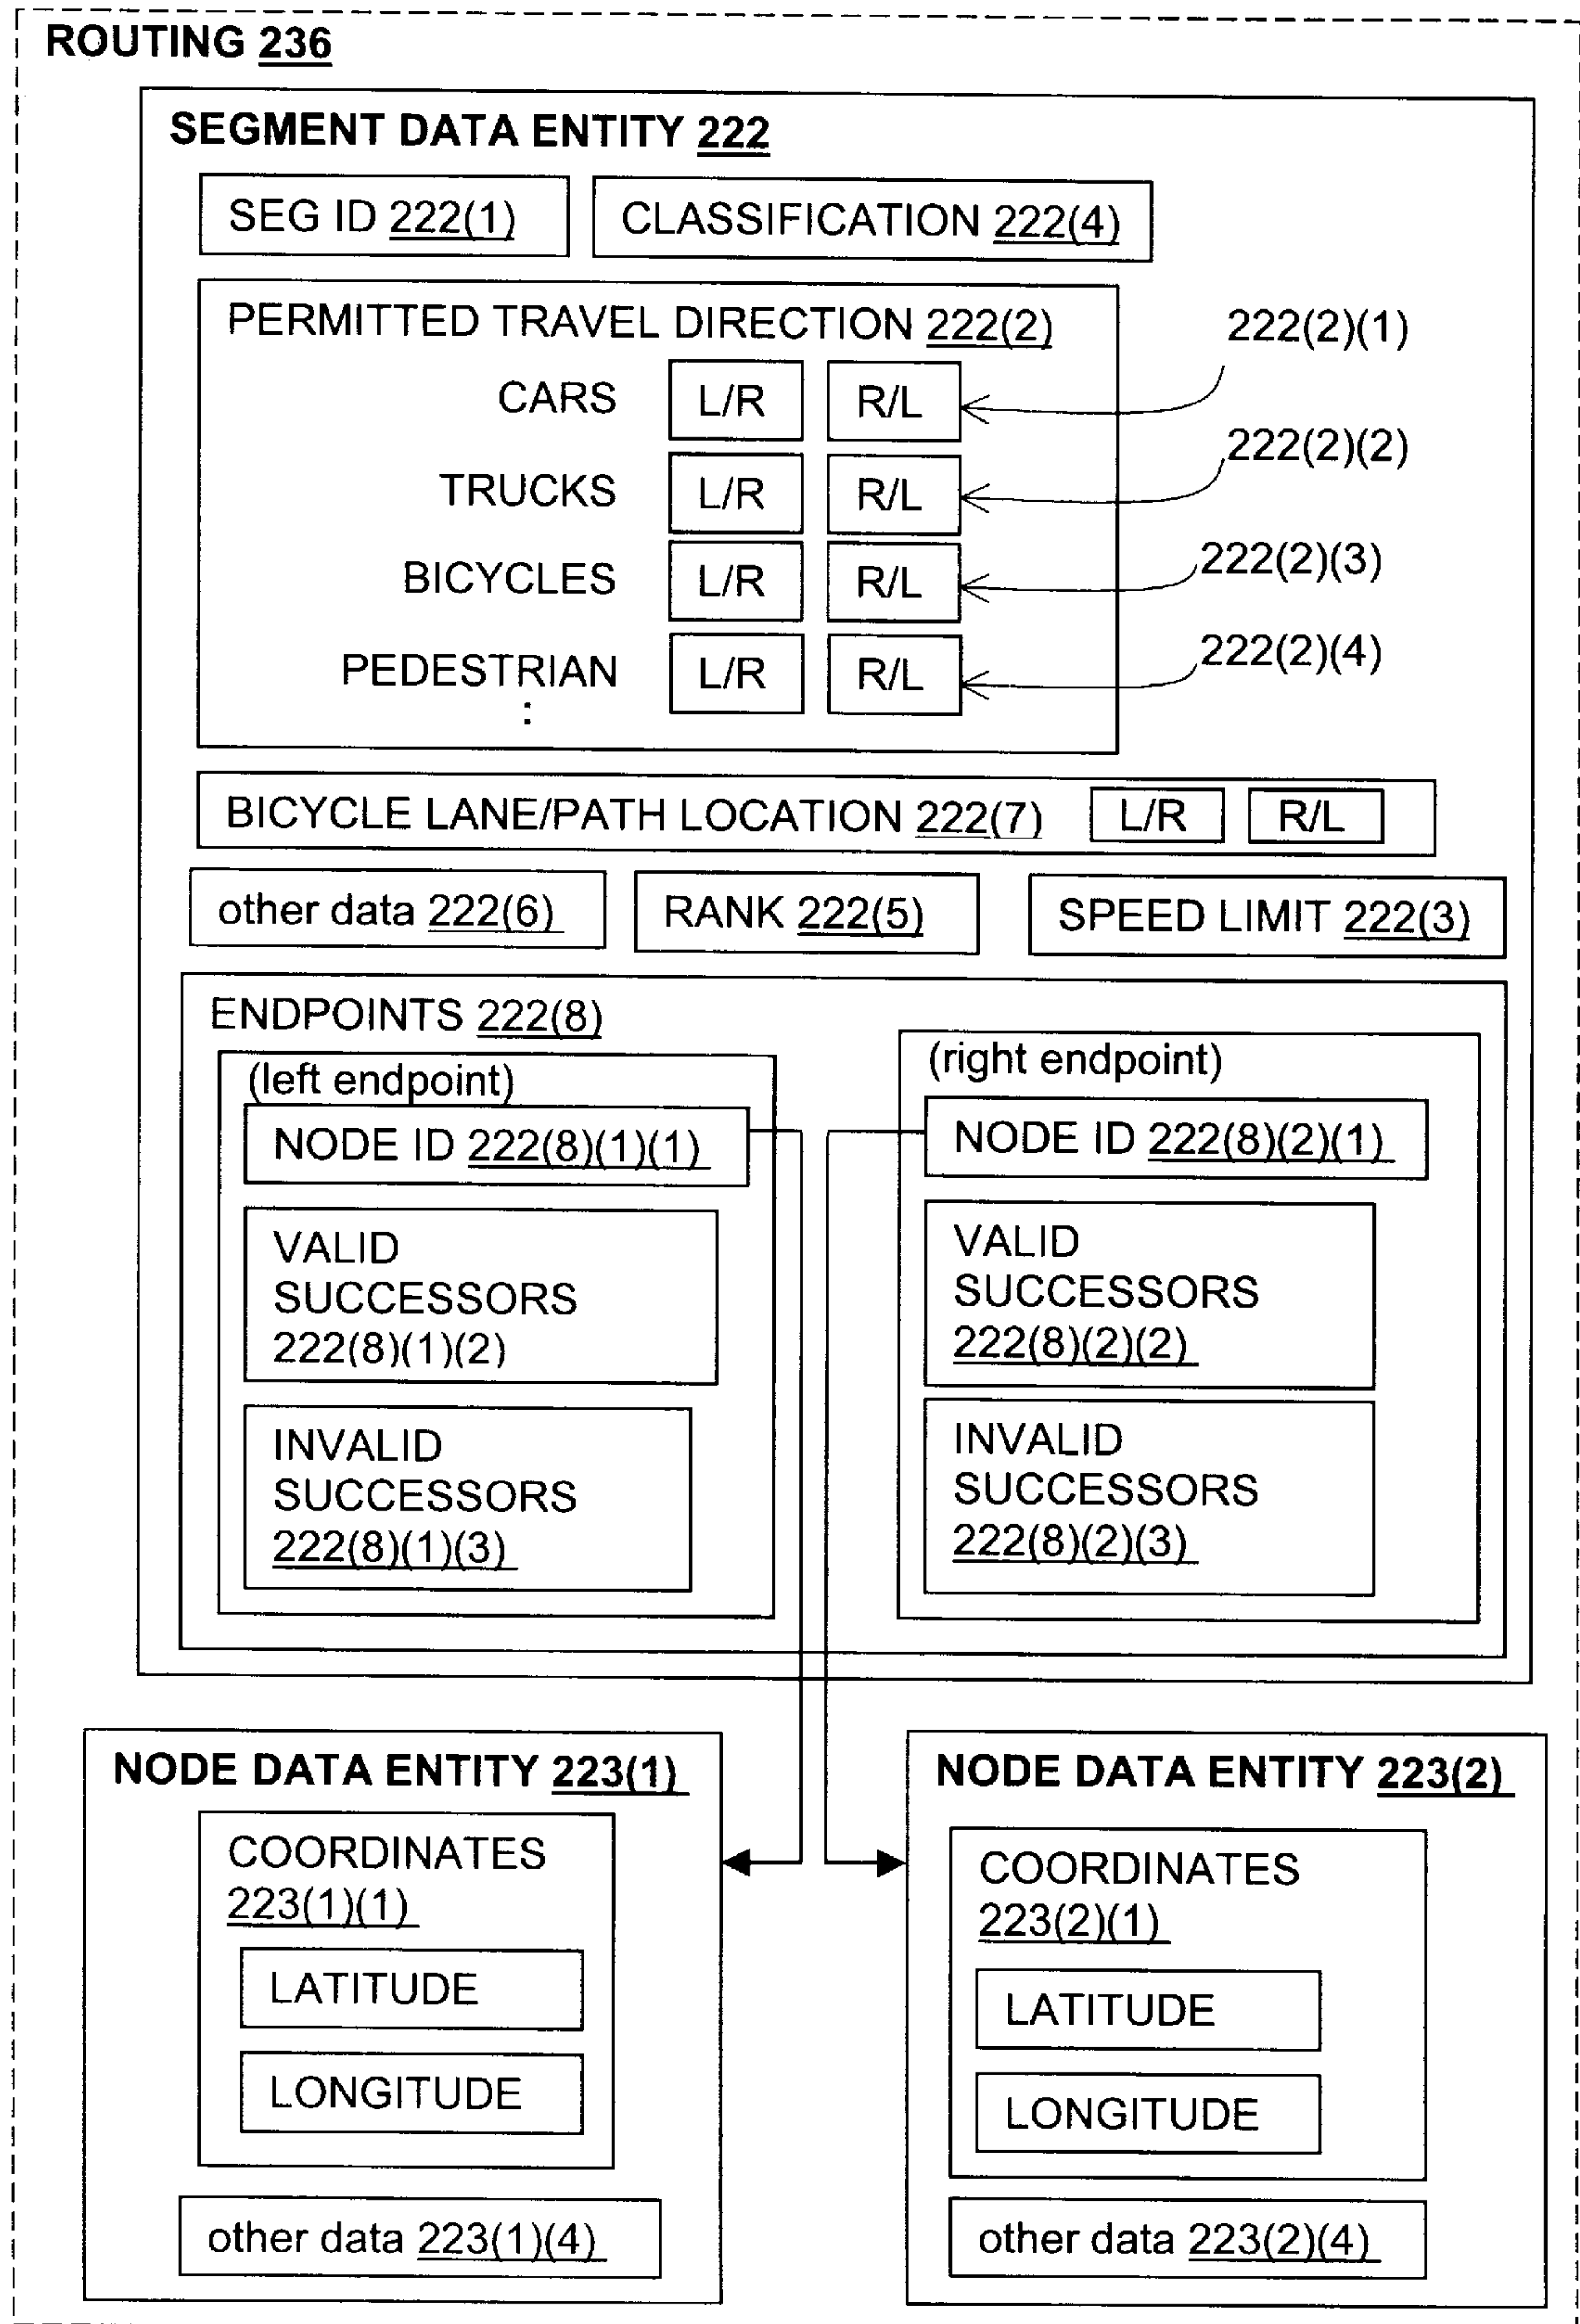 ROUTING 236
SEGMENT DATA ENTITY 222
SEG ID 222(1)
CLASSIFICATION 222(4)
PERMITTED TRAVEL DIRECTION 222(2)
222(2)(1)
CARS L/R R/L
222(2)(2)
TRUCKS L/R R/L
222(2)(3)
BICYCLES L/R R/L
222(2)(4)
PEDESTRIAN L/R R/L
:
BICYCLE LANE/PATH LOCATION 222(7) L/R R/L
other data 222(6)
RANK 222(5)
SPEED LIMIT 222(3)
ENDPOINTS 222(8)
(left endpoint)
NODE ID 222(8)(1)(1)
VALID
SUCCESSORS
222(8)(1)(2)
INVALID
SUCCESSORS
222(8)(1)(3)
(right endpoint)
NODE ID 222(8)(2)(1)
VALID
SUCCESSORS
222(8)(2)(2)
INVALID
SUCCESSORS
222(8)(2)(3)
NODE DATA ENTITY 223(1)
COORDINATES
223(1)(1)
LATITUDE
LONGITUDE
other data 223(1)(4)
NODE DATA ENTITY 223(2)
COORDINATES
223(2)(1)
LATITUDE
LONGITUDE
other data 223(2)(4)